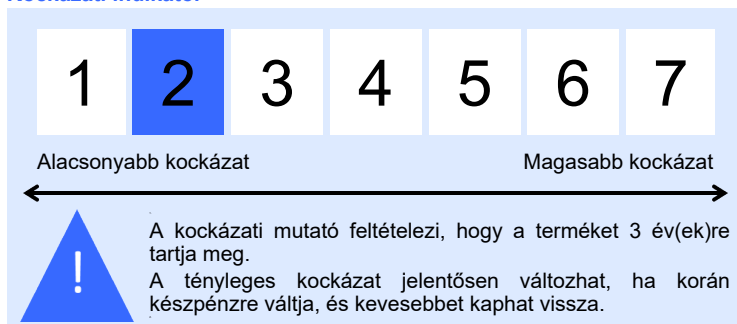 1 2 3 4 5 6 7
Alacsonyabb kockázat Magasabb kockázat
! A kockázati mutató feltételezi, hogy a terméket 3 év(ek)re
tartja meg.
A tényleges kockázat jelentősen változhat, ha korán
készpénzre váltja, és kevesebbet kaphat vissza.